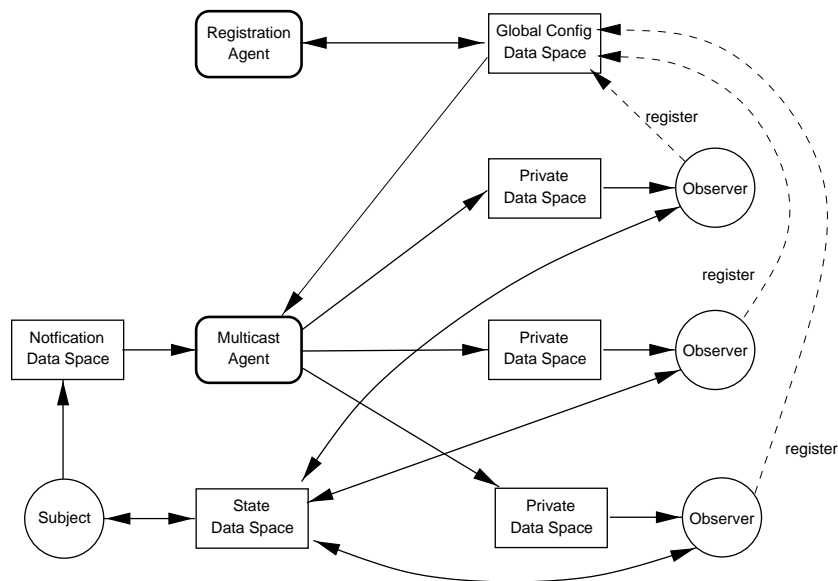 Registration
Agent
Global Config
Data Space
register
Private
Data Space
Observer
register
Notfication
Data Space
Multicast
Agent
Private
Data Space
Observer
register
Subject
State
Data Space
Private
Data Space
Observer